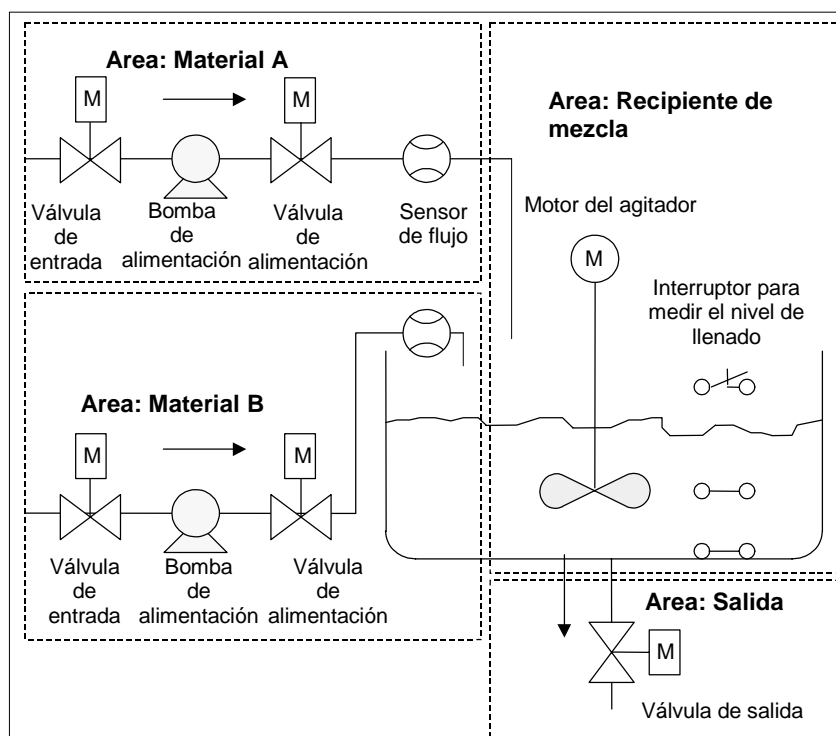 Area: Material A
M
M
Válvula
de
entrada
Bomba
de
alimentación
Válvula
de
alimentación
Sensor
de flujo
Area: Recipiente de
mezcla
Motor del agitador
M
Interruptor para
medir el nivel de
llenado
Area: Material B
M
M
Válvula
de
entrada
Bomba
de
alimentación
Válvula
de
alimentación
Area: Salida
M
Válvula de salida